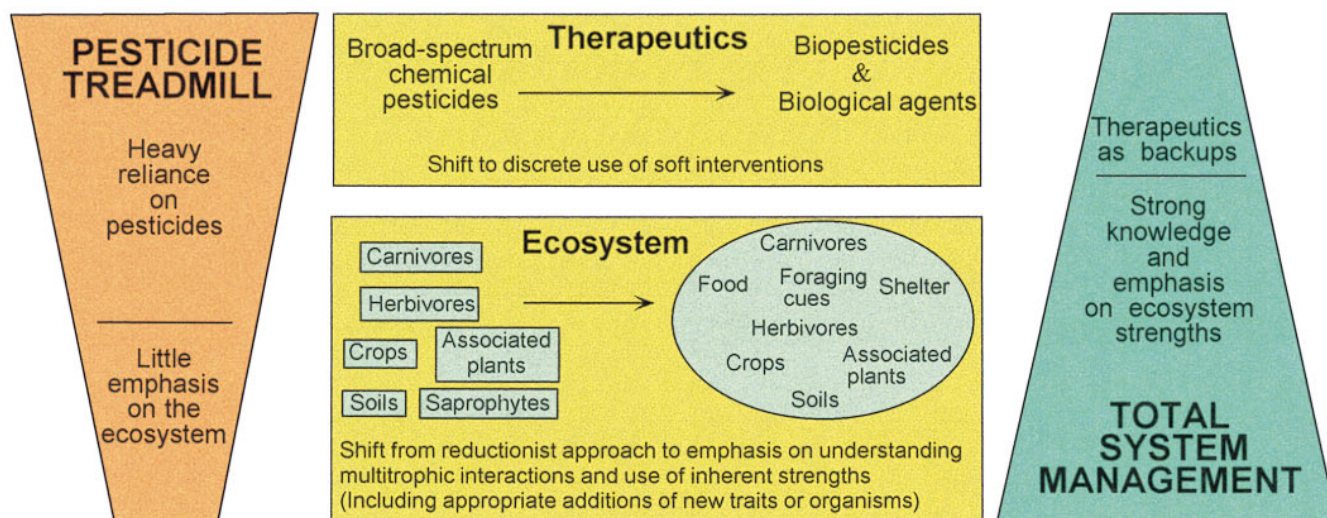 PESTICIDE
TREADMILL
Heavy
reliance
on
pesticides
Little
emphasis
on the
ecosystem
Therapeutics
Broad-spectrum
chemical
pesticides
Biopesticides
&
Biological agents
Shift to discrete use of soft interventions
Ecosystem
Carnivores
Herbivores
Crops
Associated
plants
Soils
Saprophytes
Carnivores
Food
Foraging
cues
Shelter
Herbivores
Crops
Associated
plants
Soils
Shift from reductionist approach to emphasis on understanding
multitrophic interactions and use of inherent strengths
(Including appropriate additions of new traits or organisms)
Therapeutics
as backups
Strong
knowledge
and
emphasis
on ecosystem
strengths
TOTAL
SYSTEM
MANAGEMENT